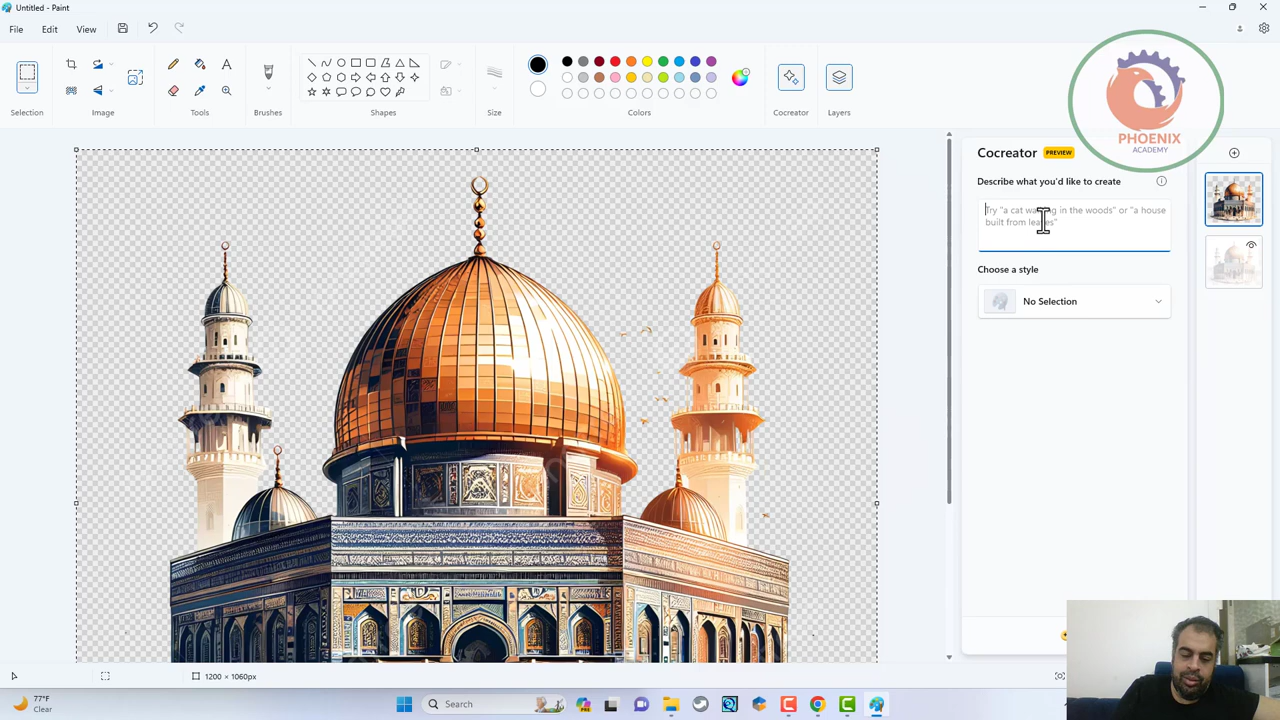 Untitled - Paint
File Edit View
Selection Image Tools Brushes Shapes Size Colors Cocreator Layers
PHOENIX
ACADEMY
Cocreator PREVIEW
Describe what you'd like to create
Try "a cat in the woods" or "a house
built from leaves"
Choose a style
No Selection
1200 × 1060px
77°F
Clear
Search